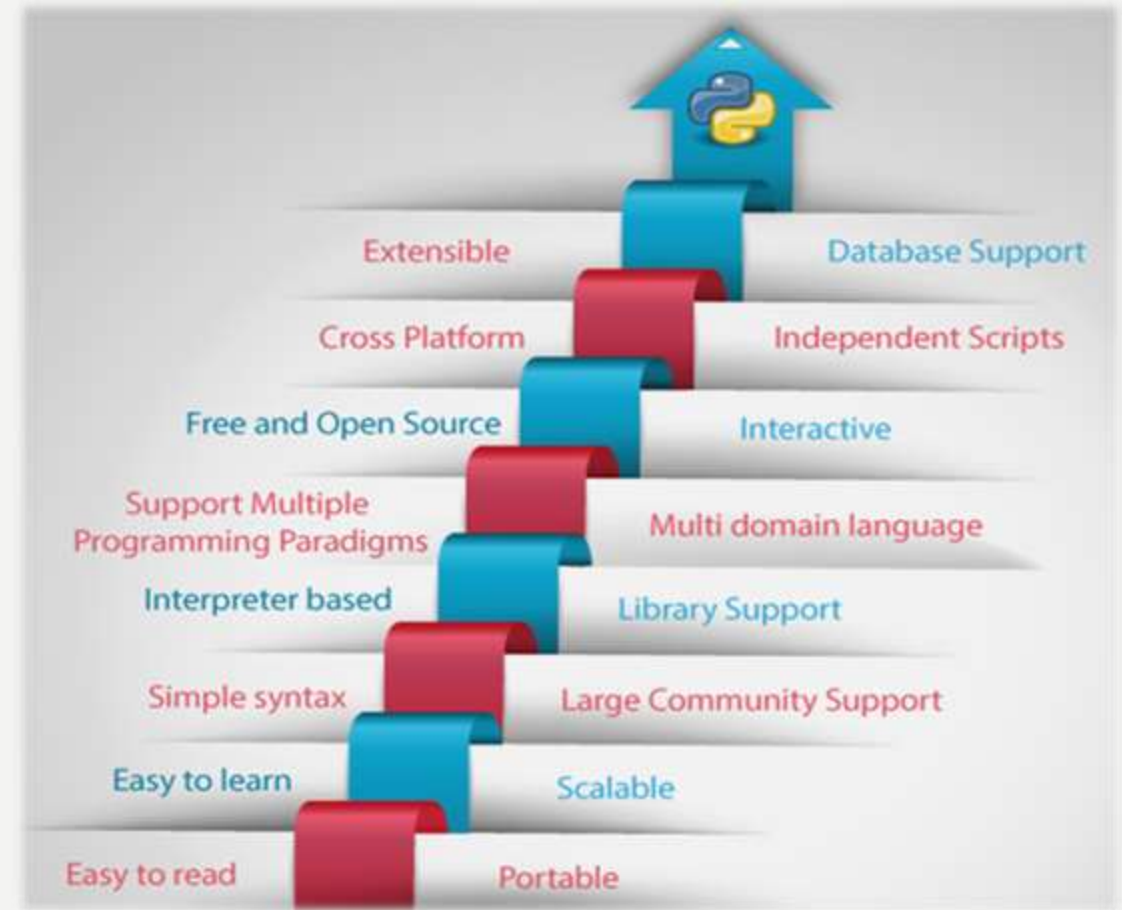 Extensible
Database Support
Cross Platform
Independent Scripts
Free and Open Source
Interactive
Support Multiple
Programming Paradigms
Multi domain language
Interpreter based
Library Support
Simple syntax
Large Community Support
Easy to learn
Scalable
Easy to read
Portable